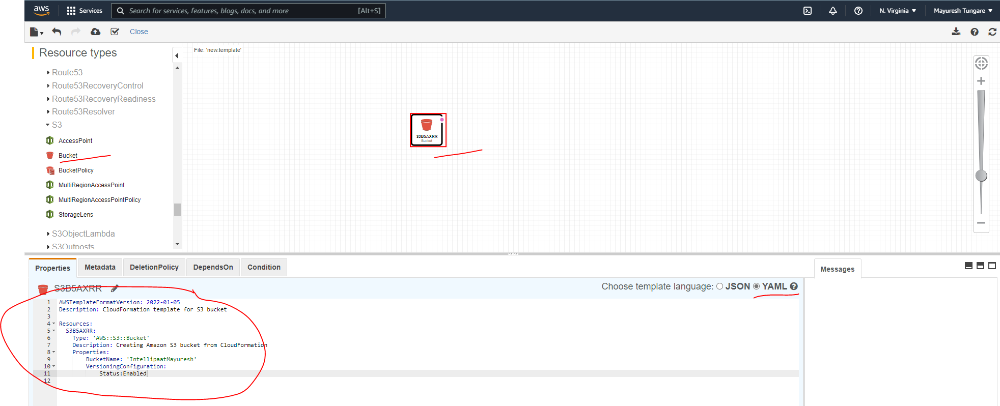 aws Services Search for services, features, blogs, docs, and more [Alt+S] N. Virginia Mayuresh Tungare
Close
Resource types
File: 'new.template'
Route53
Route53RecoveryControl
Route53RecoveryReadiness
Route53Resolver
S3
AccessPoint
Bucket
BucketPolicy
MultiRegionAccessPoint
MultiRegionAccessPointPolicy
StorageLens
S3ObjectLambda
S3Outposts
S3B5AXRR
Bucket
Properties Metadata DeletionPolicy DependsOn Condition
Messages
S3B5AXRR
Choose template language: JSON YAML
1 AWSTemplateFormatVersion: 2022-01-05
2 Description: CloudFormation template for S3 bucket
3
4 Resources:
5 S3B5AXRR:
6 Type: 'AWS::S3::Bucket'
7 Description: Creating Amazon S3 bucket from CloudFormation
8 Properties:
9 BucketName: 'IntellipaatMayuresh'
10 VersioningConfiguration:
11 Status:Enabled
12